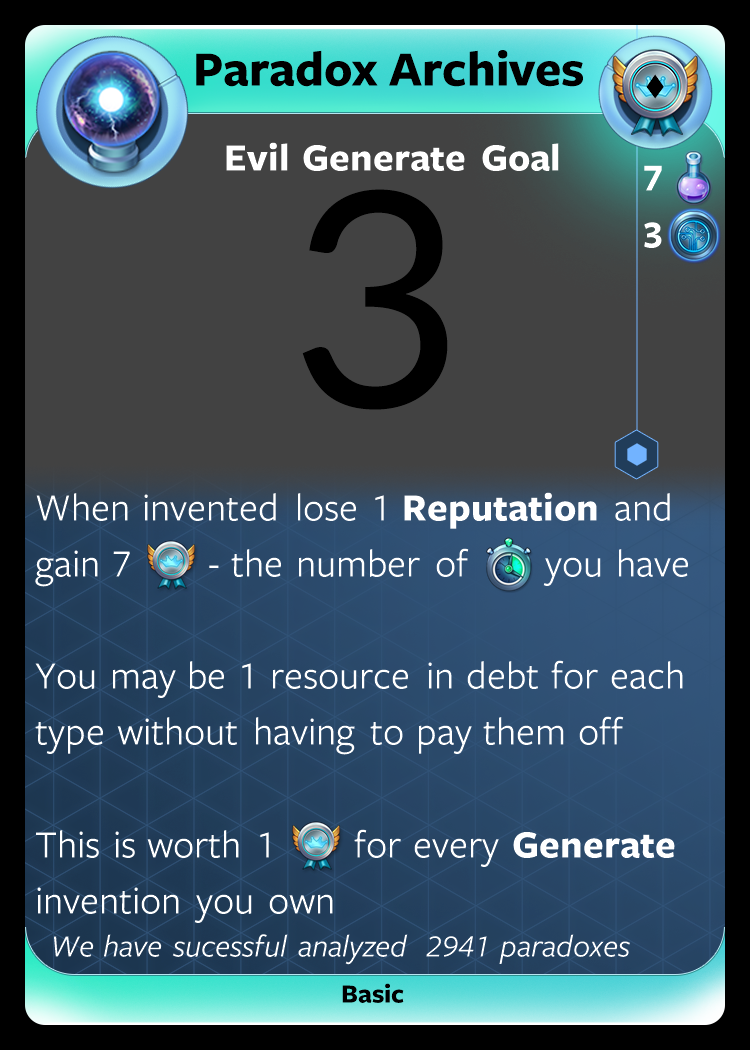 Paradox Archives
Evil Generate Goal
7
3
3
When invented lose 1 Reputation and
gain 7 - the number of you have
You may be 1 resource in debt for each
type without having to pay them off
This is worth 1 for every Generate
invention you own
We have sucessful analyzed 2941 paradoxes
Basic